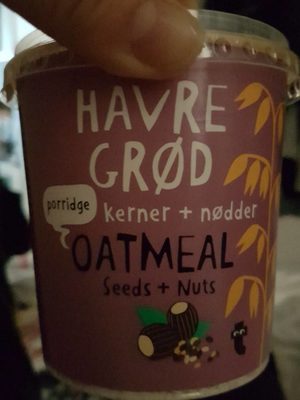 HAVRE
GRØD
porridge
kerner + nødder
OATMEAL
Seeds + Nuts